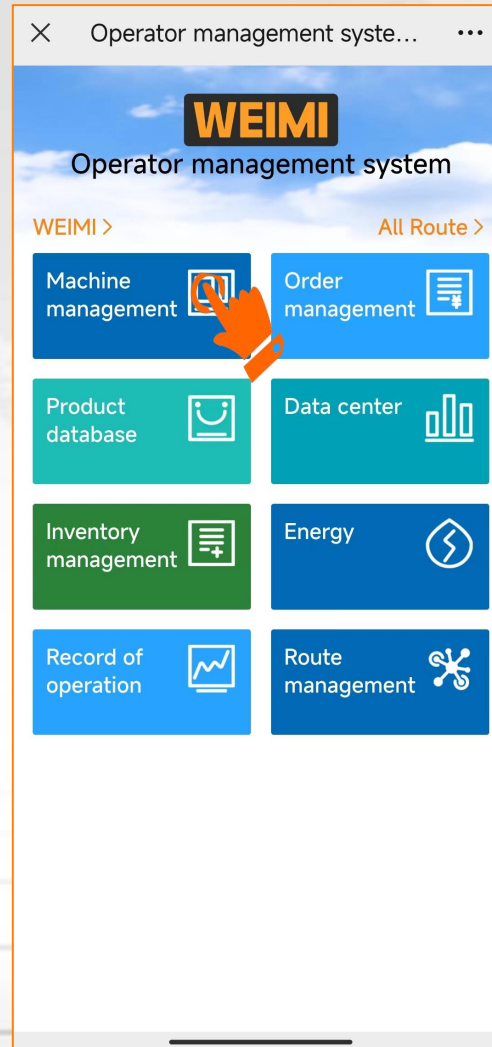 Operator management syste...
WEIMI
Operator management system
WEIMI >
All Route >
Machine
management
Order
management
Product
database
Data center
Inventory
management
Energy
Record of
operation
Route
management